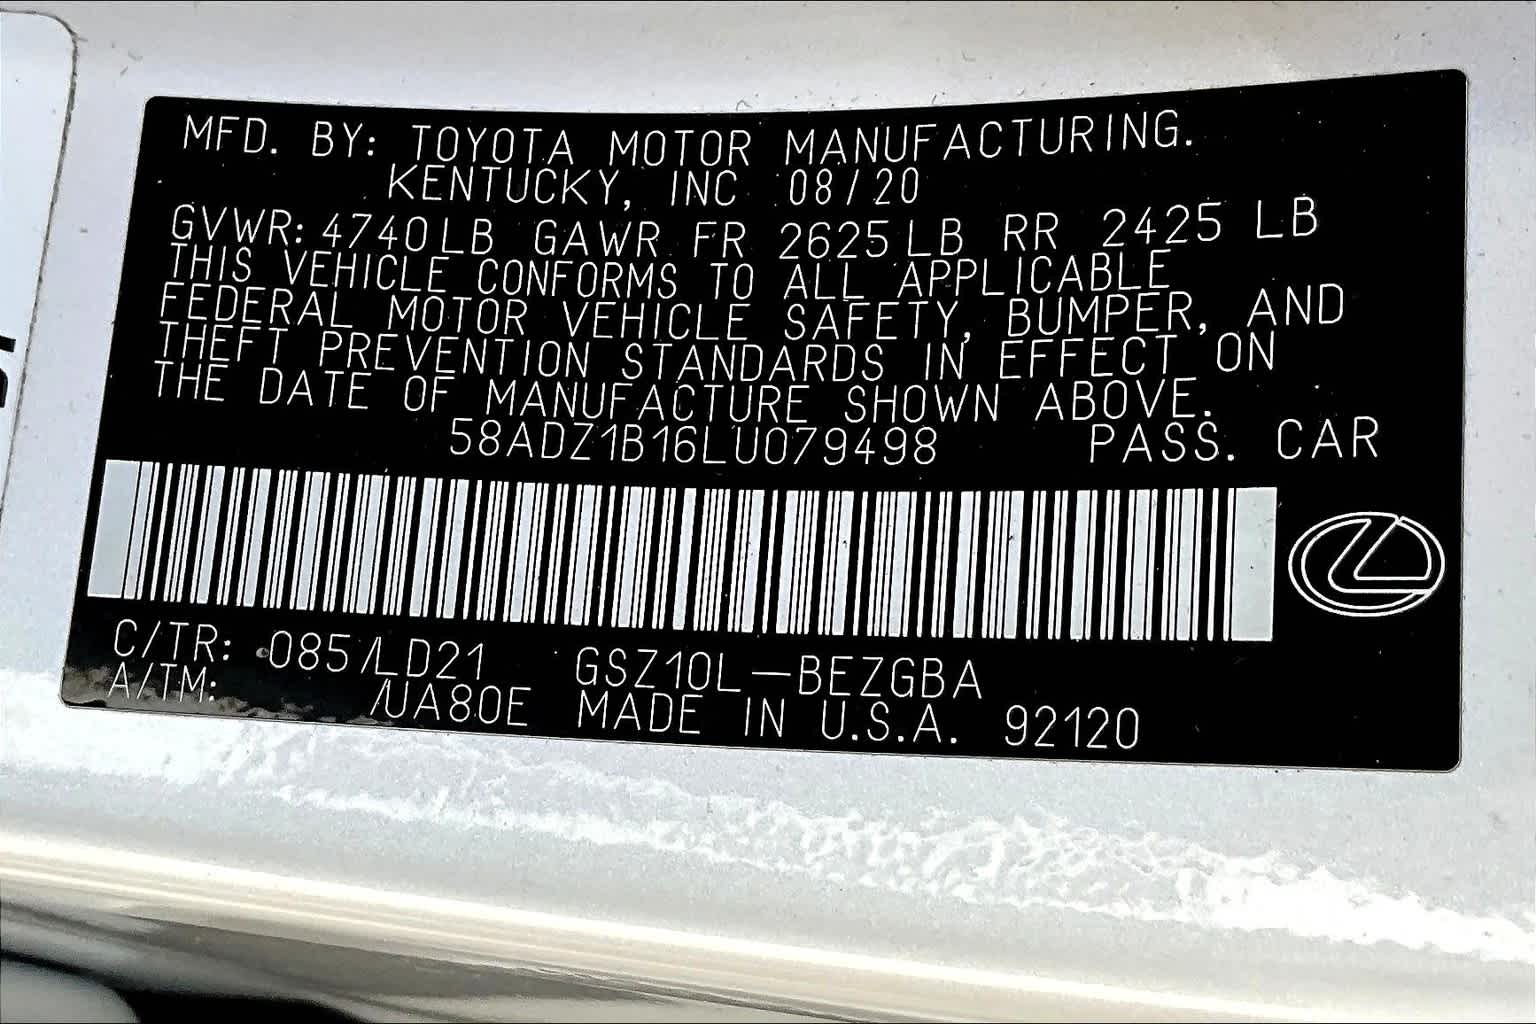 MFD. BY: TOYOTA MOTOR MANUFACTURING.
KENTUCKY, INC 08/20
GVWR: 4740LB GAWR FR 2625LB RR 2425 LB
THIS VEHICLE CONFORMS TO ALL APPLICABLE
FEDERAL MOTOR VEHICLE SAFETY, BUMPER, AND
THEFT PREVENTION STANDARDS IN EFFECT ON
THE DATE OF MANUFACTURE SHOWN ABOVE.
58ADZ1B16LU079498 PASS. CAR
C/TR: 085/LD21 GSZ10L-BEZGBA
A/TM: /UA80E MADE IN U.S.A. 92120